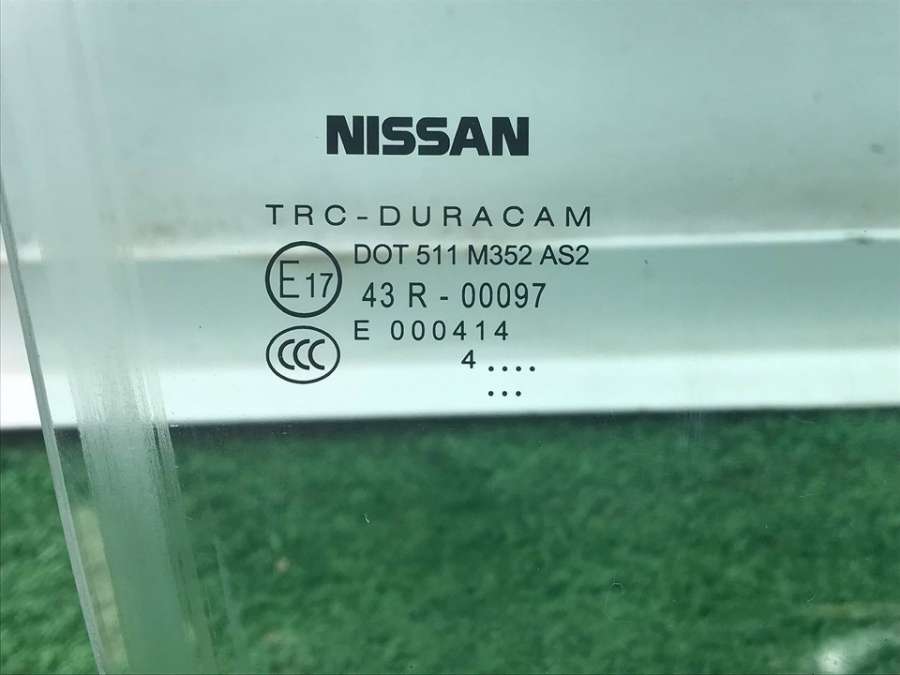 NISSAN
TRC-DURACAM
DOT 511 M352 AS2
E17
43 R - 00097
E 000414
CCC
4 ....
...